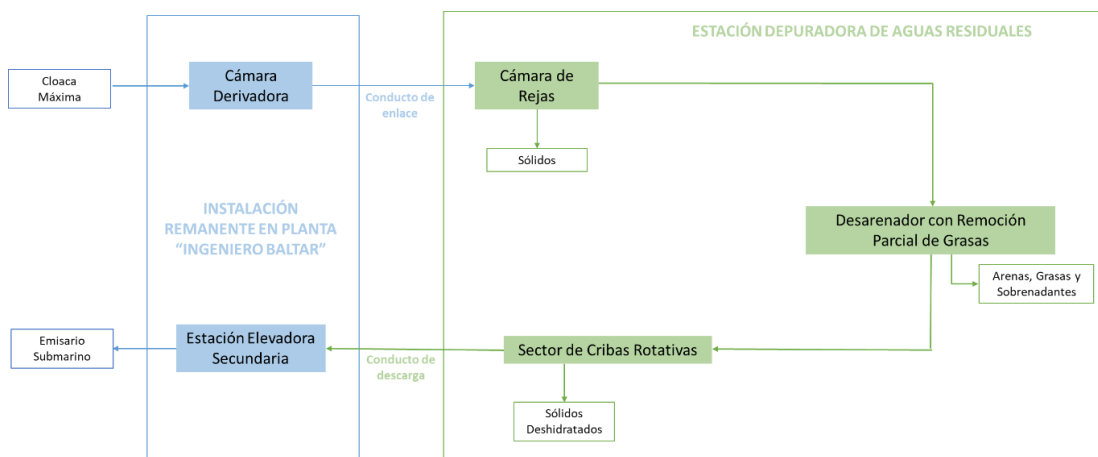 ESTACIÓN DEPURADORA DE AGUAS RESIDUALES
Cloaca
Máxima
Cámara
Derivadora
Conducto de
enlace
Cámara de
Rejas
Sólidos
INSTALACIÓN
REMANENTE EN PLANTA
“INGENIERO BALTAR”
Desarenador con Remoción
Parcial de Grasas
Arenas, Grasas y
Sobrenadantes
Emisario
Submarino
Estación Elevadora
Secundaria
Conducto de
descarga
Sector de Cribas Rotativas
Sólidos
Deshidratados